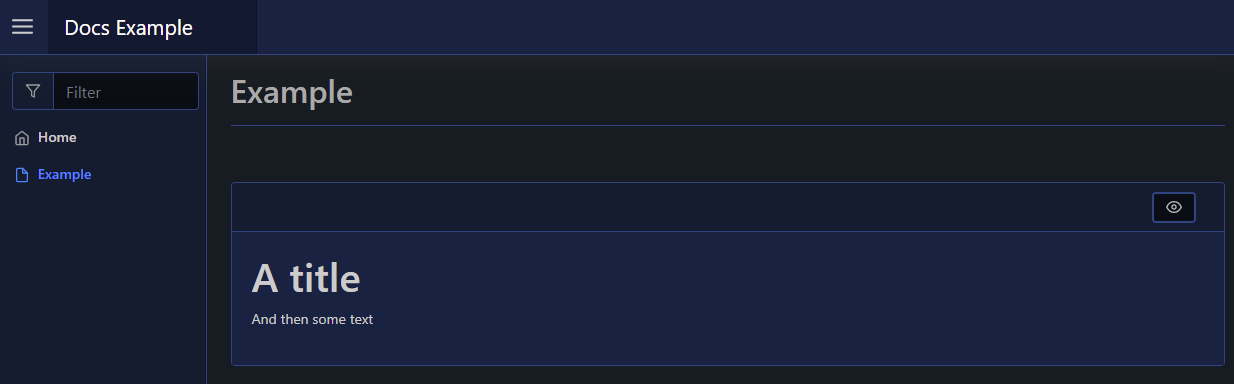 Docs Example
Filter
Home
Example
Example
A title
And then some text